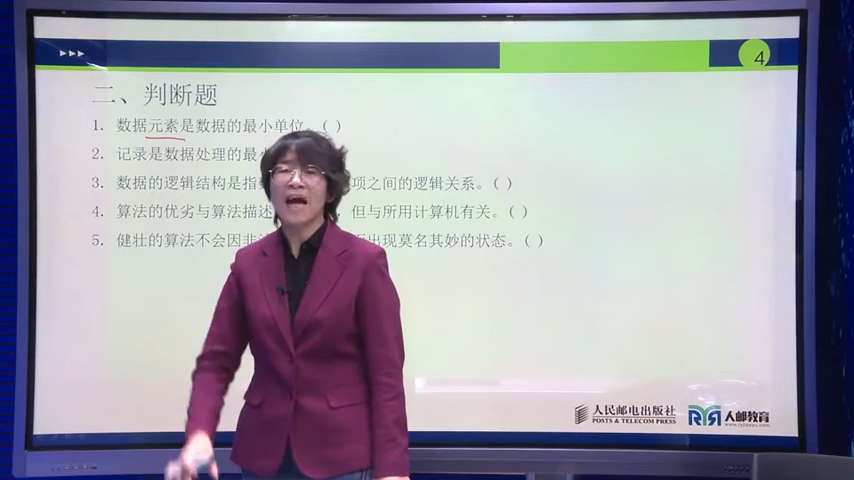 4
二、判断题
1. 数据元素是数据的最小单位。( )
2. 记录是数据处理的最
3. 数据的逻辑结构是指 项之间的逻辑关系。( )
4. 算法的优劣与算法描述 ,但与所用计算机有关。( )
5. 健壮的算法不会因非 出现莫名其妙的状态。( )
人民邮电出版社 人邮教育
POSTS & TELECOM PRESS www.ryjiaoyu.com